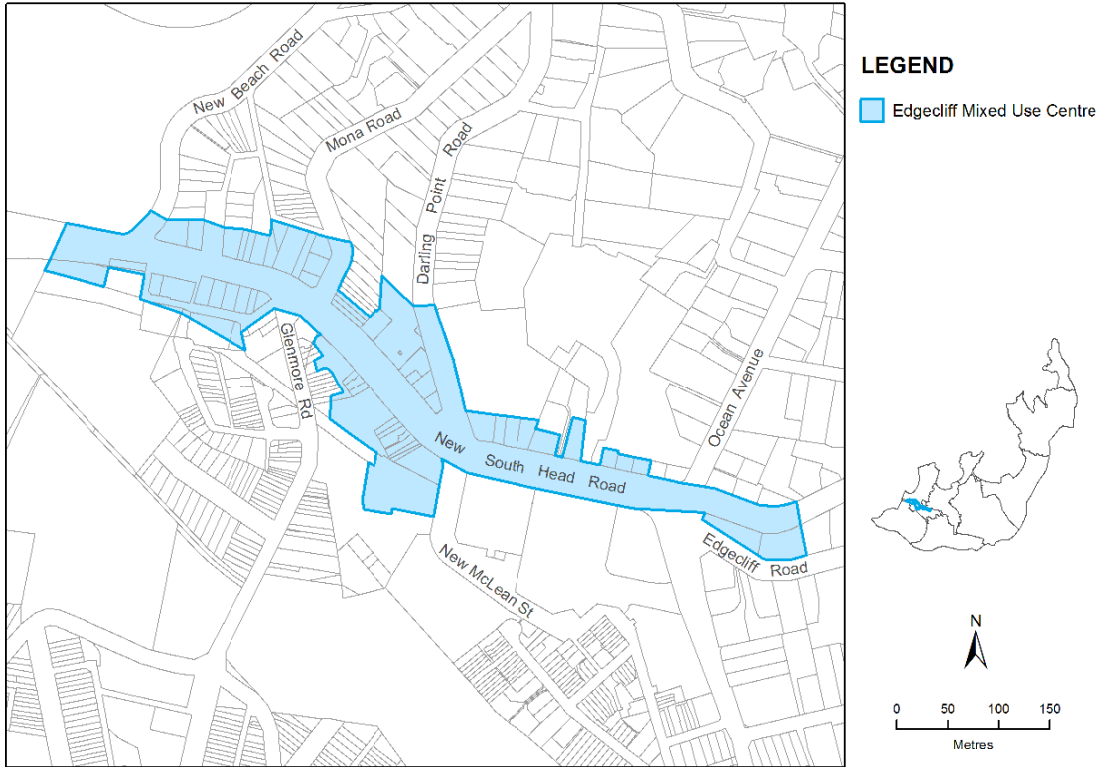 New Beach Road
Mona Road
Darling Point Road
Glenmore Rd
Ocean Avenue
New South Head Road
Edgecliff Road
New McLean St
LEGEND
Edgecliff Mixed Use Centre
N
0 50 100 150
Metres